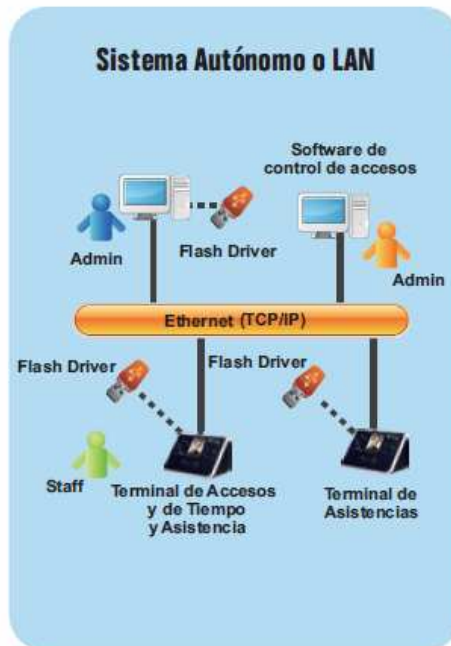 Sistema Autónomo o LAN
Software de
control de accesos
Flash Driver
Admin
Admin
Ethernet (TCP/IP)
Flash Driver
Flash Driver
Staff
Terminal de Accesos
y de Tiempo
y Asistencia
Terminal de
Asistencias